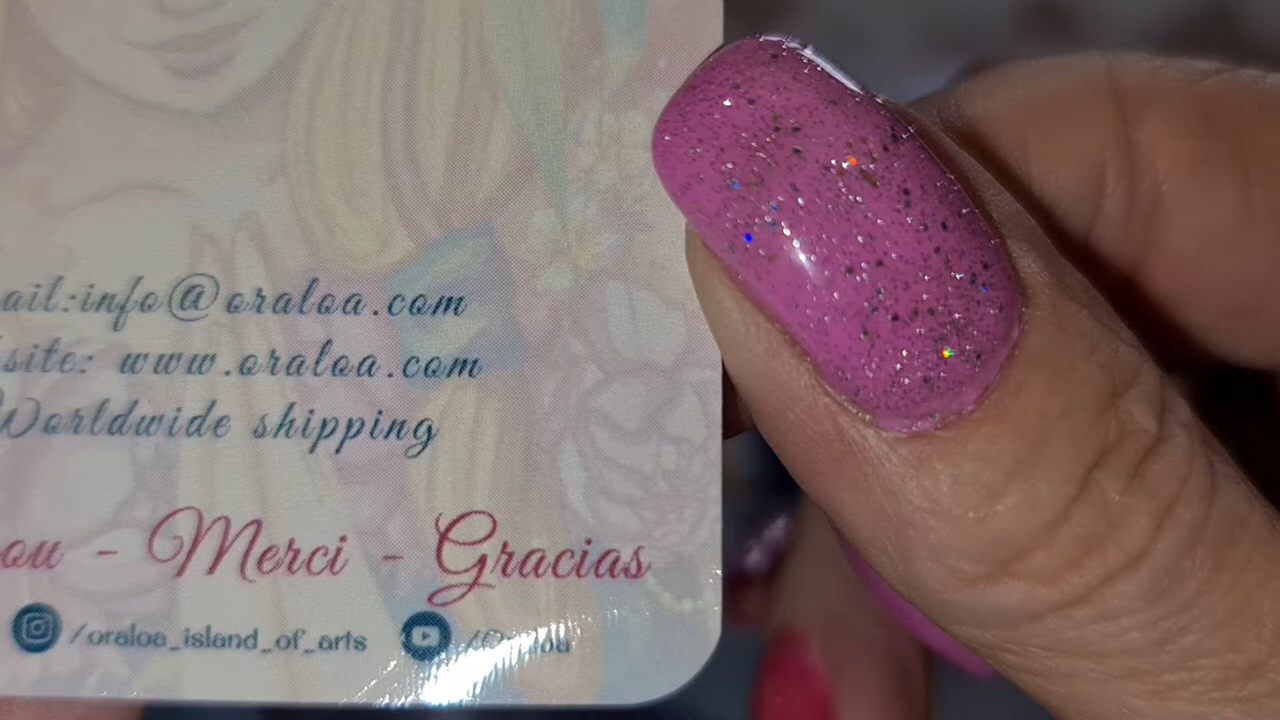 ail:info@oraloa.com
site: www.oraloa.com
Worldwide shipping
ou - Merci - Gracias
/oraloa_island_of_arts